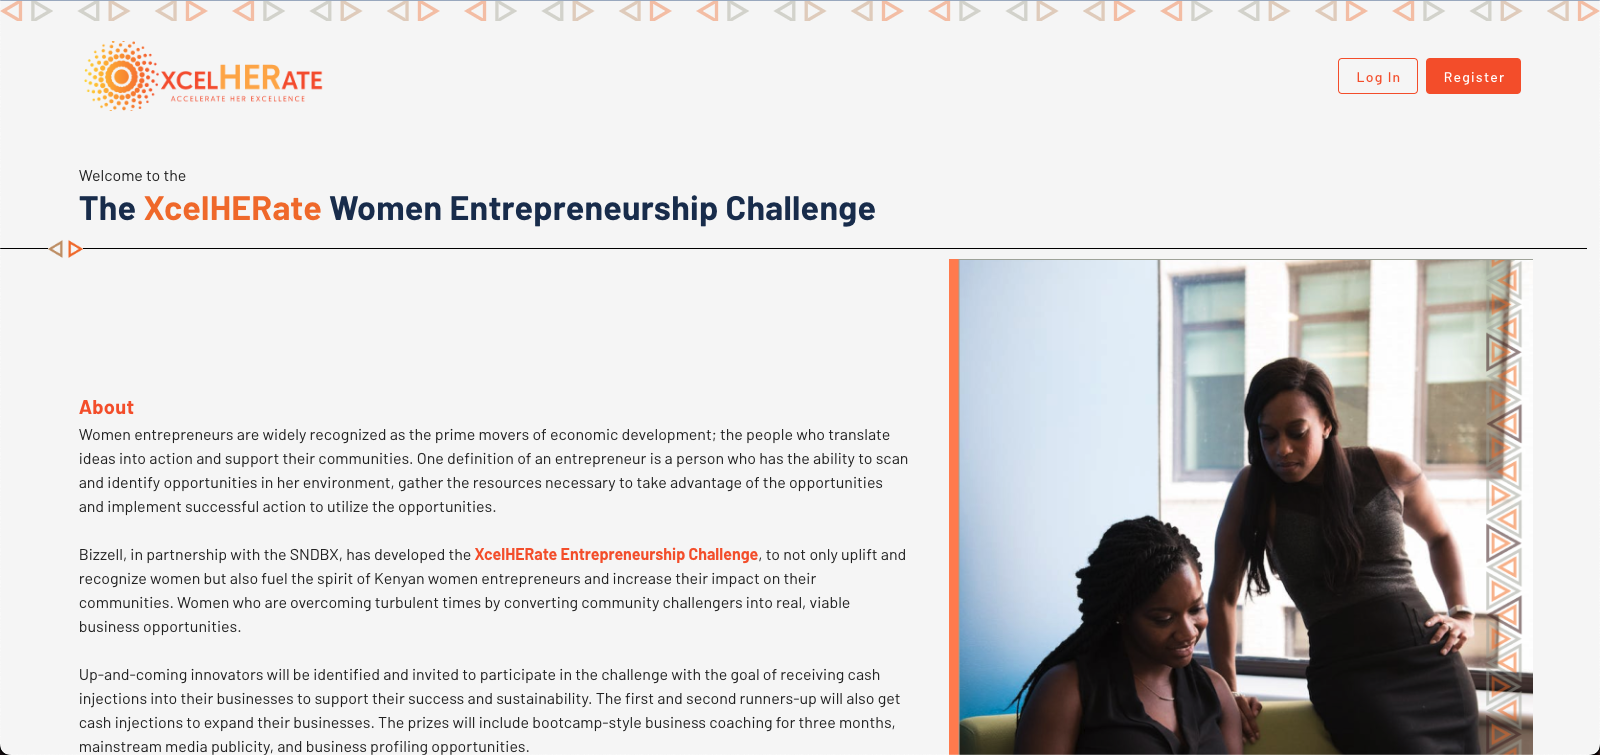 XCELHERATE
ACCELERATE HER EXCELLENCE
Log In
Register
Welcome to the
The XcelHERate Women Entrepreneurship Challenge
About
Women entrepreneurs are widely recognized as the prime movers of economic development; the people who translate
ideas into action and support their communities. One definition of an entrepreneur is a person who has the ability to scan
and identify opportunities in her environment, gather the resources necessary to take advantage of the opportunities
and implement successful action to utilize the opportunities.
Bizzell, in partnership with the SNDBX, has developed the XcelHERate Entrepreneurship Challenge, to not only uplift and
recognize women but also fuel the spirit of Kenyan women entrepreneurs and increase their impact on their
communities. Women who are overcoming turbulent times by converting community challengers into real, viable
business opportunities.
Up-and-coming innovators will be identified and invited to participate in the challenge with the goal of receiving cash
injections into their businesses to support their success and sustainability. The first and second runners-up will also get
cash injections to expand their businesses. The prizes will include bootcamp-style business coaching for three months,
mainstream media publicity, and business profiling opportunities.